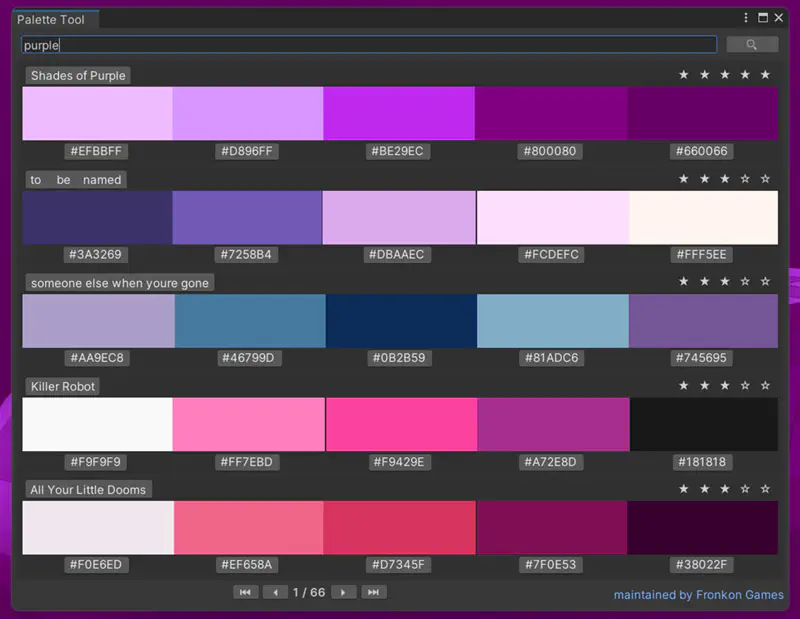 Palette Tool
purple
Shades of Purple
#EFBBFF #D896FF #BE29EC #800080 #660066
to be named
#3A3269 #7258B4 #DBAAEC #FCDEFC #FFF5EE
someone else when youre gone
#AA9EC8 #46799D #0B2B59 #81ADC6 #745695
Killer Robot
#F9F9F9 #FF7EBD #F9429E #A72E8D #181818
All Your Little Dooms
#F0E6ED #EF658A #D7345F #7F0E53 #38022F
1 / 66
maintained by Fronkon Games